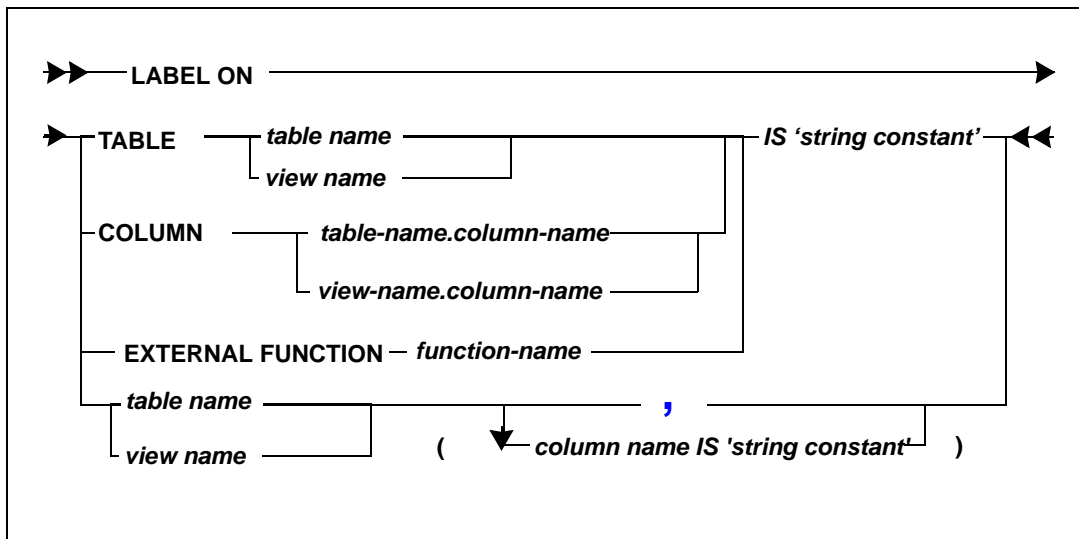 LABEL ON
TABLE table name IS ‘string constant’
view name
COLUMN table-name.column-name
view-name.column-name
EXTERNAL FUNCTION function-name
table name ,
view name ( column name IS 'string constant' )